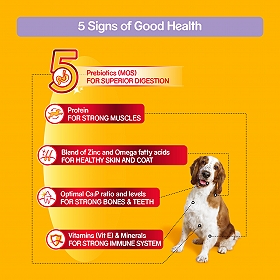 5 Signs of Good Health
5
Prebiotics (MOS)
FOR SUPERIOR DIGESTION
Protein
FOR STRONG MUSCLES
Blend of Zinc and Omega fatty acids
FOR HEALTHY SKIN AND COAT
Optimal Ca:P ratio and levels
FOR STRONG BONES & TEETH
Vitamins (Vit E) & Minerals
FOR STRONG IMMUNE SYSTEM